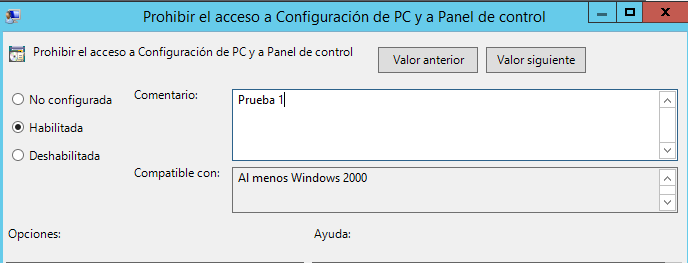 Prohibir el acceso a Configuración de PC y a Panel de control
Prohibir el acceso a Configuración de PC y a Panel de control
Valor anterior
Valor siguiente
No configurada
Comentario:
Prueba 1
Habilitada
Deshabilitada
Compatible con:
Al menos Windows 2000
Opciones:
Ayuda: